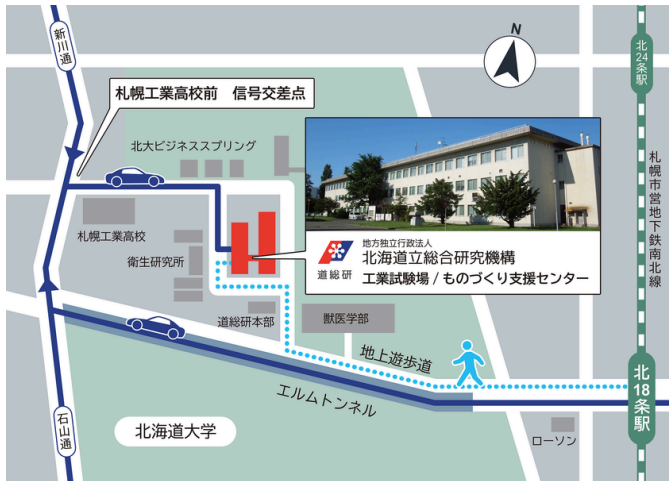 新川通
札幌工業高校前 信号交差点
N
北24条駅
北大ビジネススプリング
札幌市営地下鉄南北線
札幌工業高校
衛生研究所
道総研
地方独立行政法人
北海道立総合研究機構
工業試験場 / ものづくり支援センター
道総研本部
獣医学部
地上遊歩道
エルムトンネル
北18条駅
石山通
北海道大学
ローソン